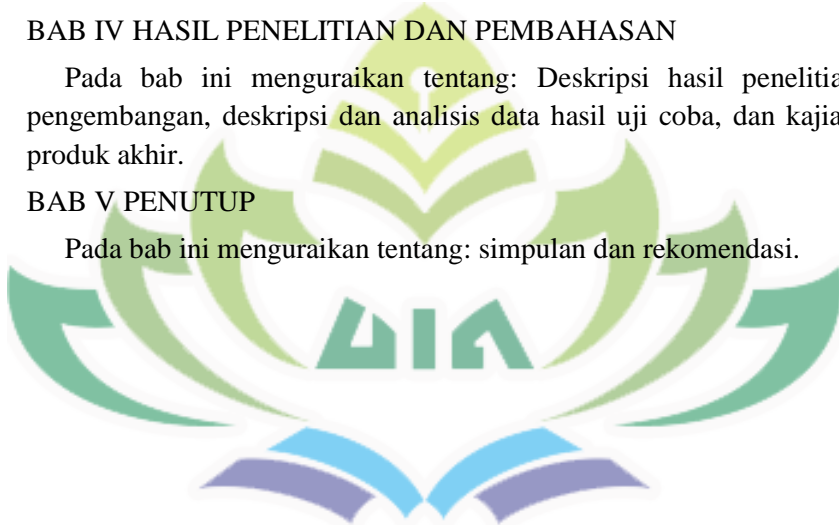 BAB IV HASIL PENELITIAN DAN PEMBAHASAN
Pada bab ini menguraikan tentang: Deskripsi hasil penelitia
pengembangan, deskripsi dan analisis data hasil uji coba, dan kajia
produk akhir.
BAB V PENUTUP
Pada bab ini menguraikan tentang: simpulan dan rekomendasi.
UIN